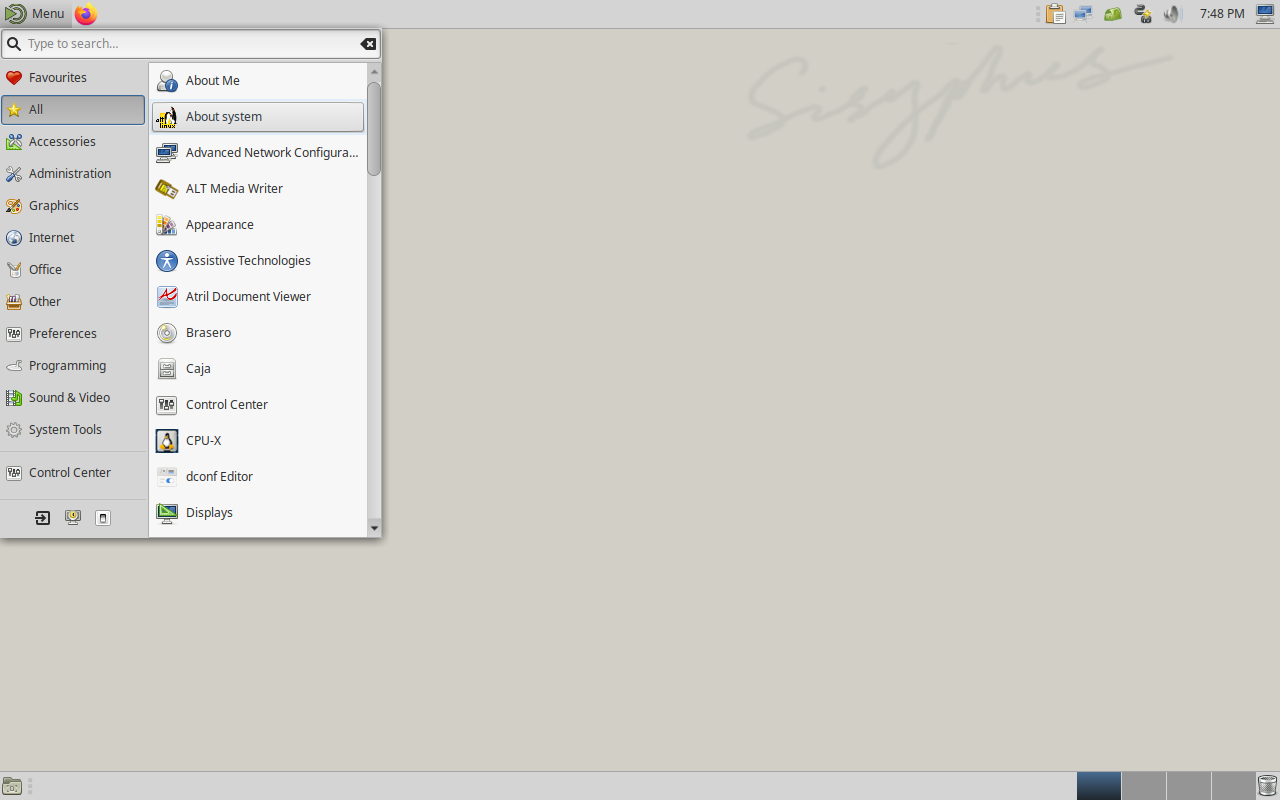 Menu
7:48 PM
Type to search...
Favourites
All
Accessories
Administration
Graphics
Internet
Office
Other
Preferences
Programming
Sound & Video
System Tools
Control Center
About Me
About system
Advanced Network Configura...
ALT Media Writer
Appearance
Assistive Technologies
Atril Document Viewer
Brasero
Caja
Control Center
CPU-X
dconf Editor
Displays
Sisyphus